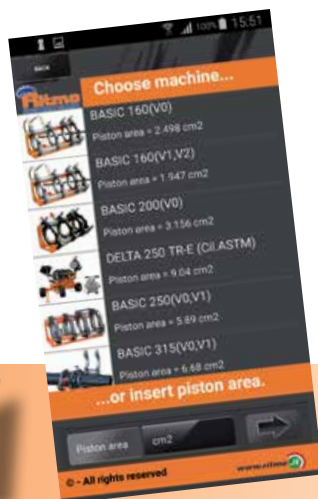 100% 15:51
BACK
Ritmo
Choose machine...
BASIC 160(V0)
Piston area = 2.498 cm2
BASIC 160(V1,V2)
Piston area = 1.947 cm2
BASIC 200(V0)
Piston area = 3.156 cm2
DELTA 250 TR-E (Cil.ASTM)
Piston area = 9.04 cm2
BASIC 250(V0,V1)
Piston area = 5.89 cm2
BASIC 315(V0,V1)
Piston area = 6.68 cm2
...or insert piston area.
Piston area cm2
© - All rights reserved www.ritmo.it